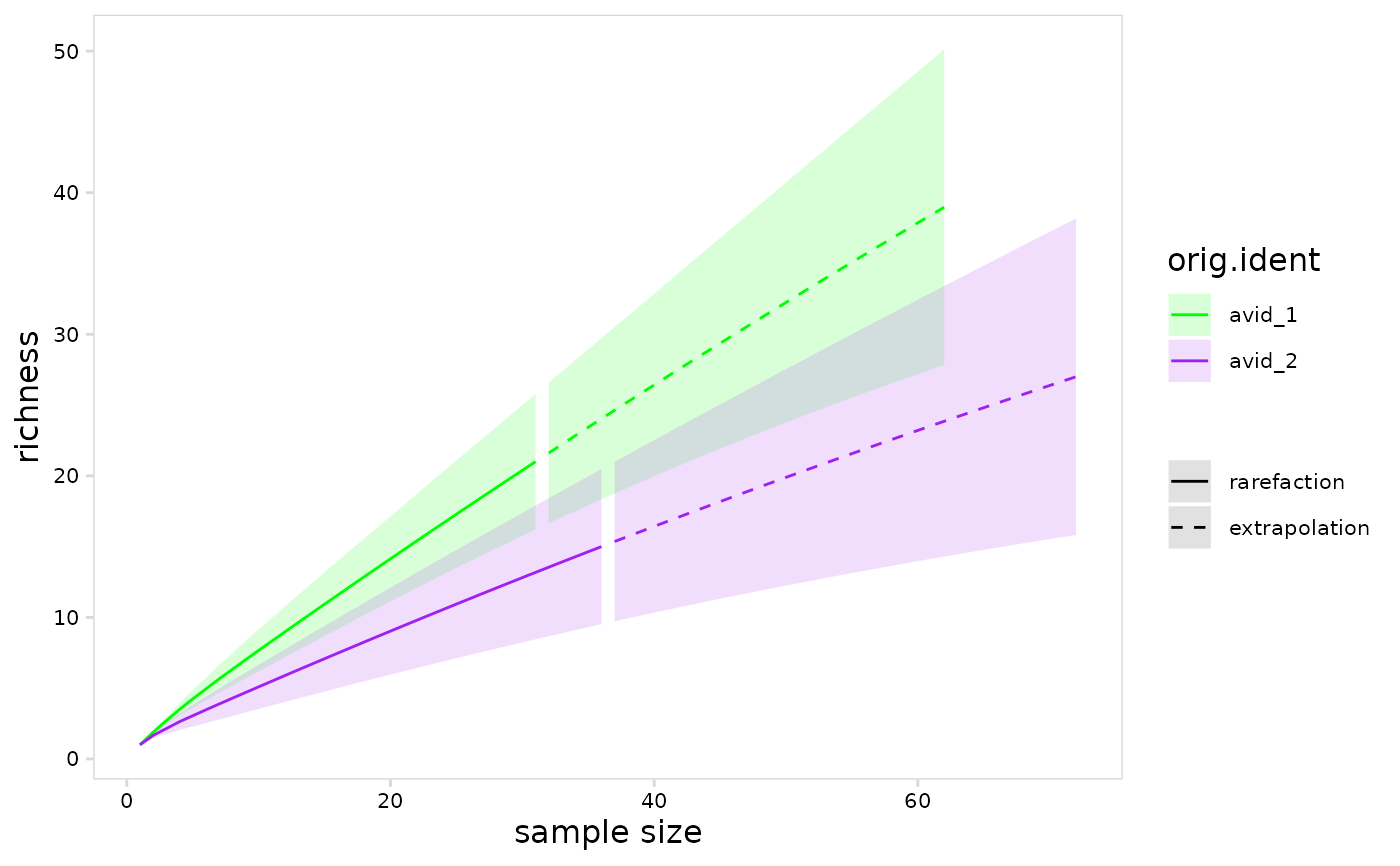 50
40
30
20
10
0
richness
0 20 40 60
sample size
orig.ident
avid_1
avid_2
rarefaction
extrapolation